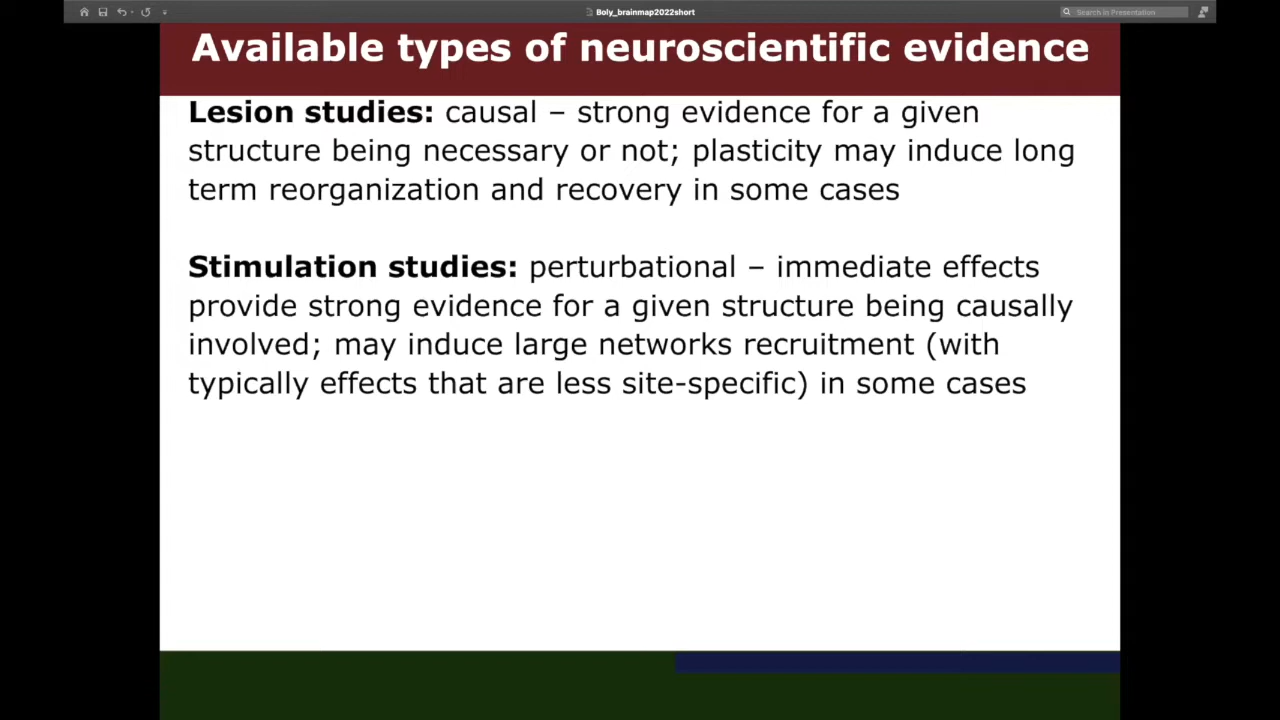 Boly_brainmap2022short
Search in Presentation
Available types of neuroscientific evidence
Lesion studies: causal – strong evidence for a given
structure being necessary or not; plasticity may induce long
term reorganization and recovery in some cases
Stimulation studies: perturbational – immediate effects
provide strong evidence for a given structure being causally
involved; may induce large networks recruitment (with
typically effects that are less site-specific) in some cases